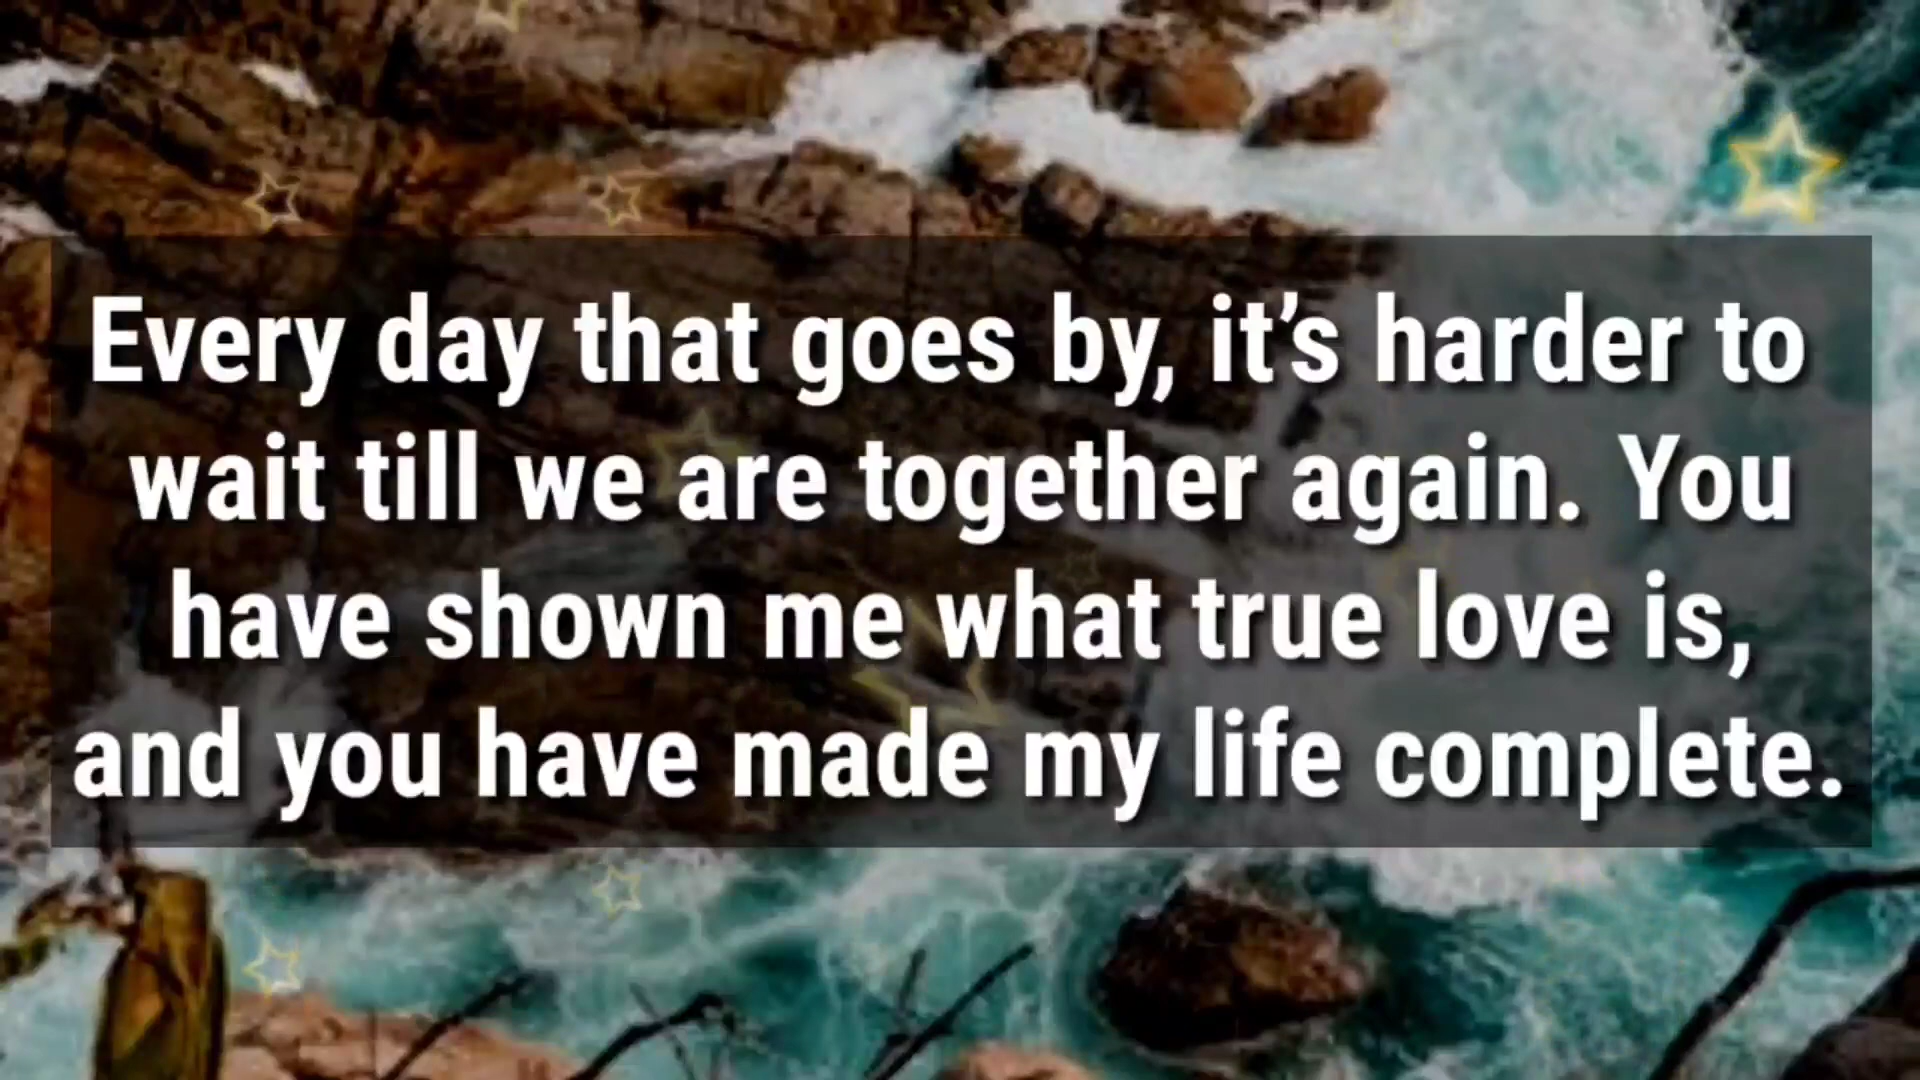 Every day that goes by, it’s harder to
wait till we are together again. You
have shown me what true love is,
and you have made my life complete.